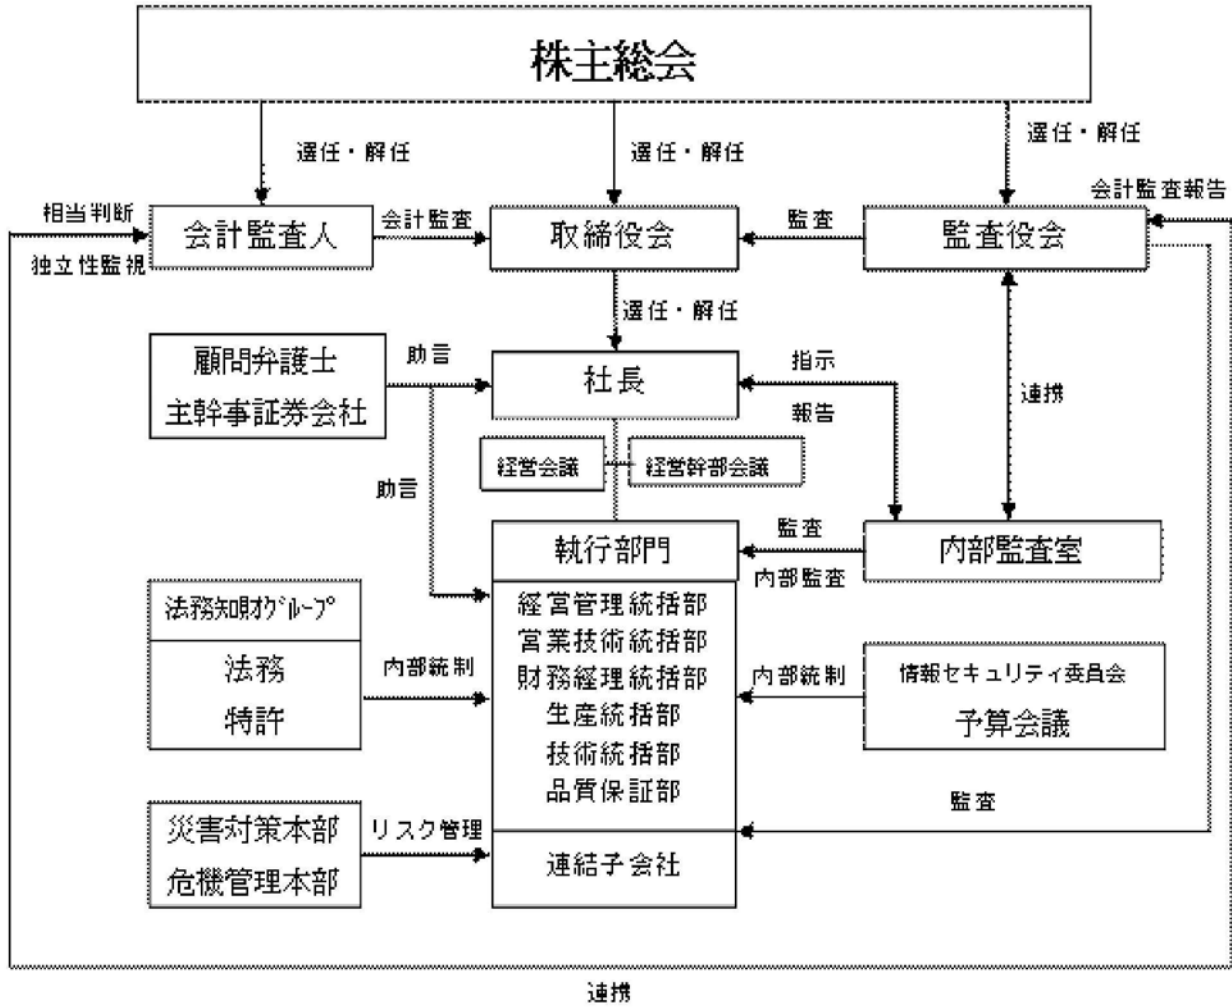 株主総会
選任・解任
選任・解任
選任・解任
会計監査報告
相当判断
会計監査人
会計監査
取締役会
監査
監査役会
独立性監視
選任・解任
顧問弁護士
主幹事証券会社
助言
社長
指示
報告
連携
経営会議
経営幹部会議
助言
執行部門
監査
内部監査
内部監査室
法務知財グループ
法務
特許
内部統制
経営管理統括部
営業技術統括部
財務経理統括部
生産統括部
技術統括部
品質保証部
内部統制
情報セキュリティ委員会
予算会議
監査
災害対策本部
危機管理本部
リスク管理
連結子会社
連携